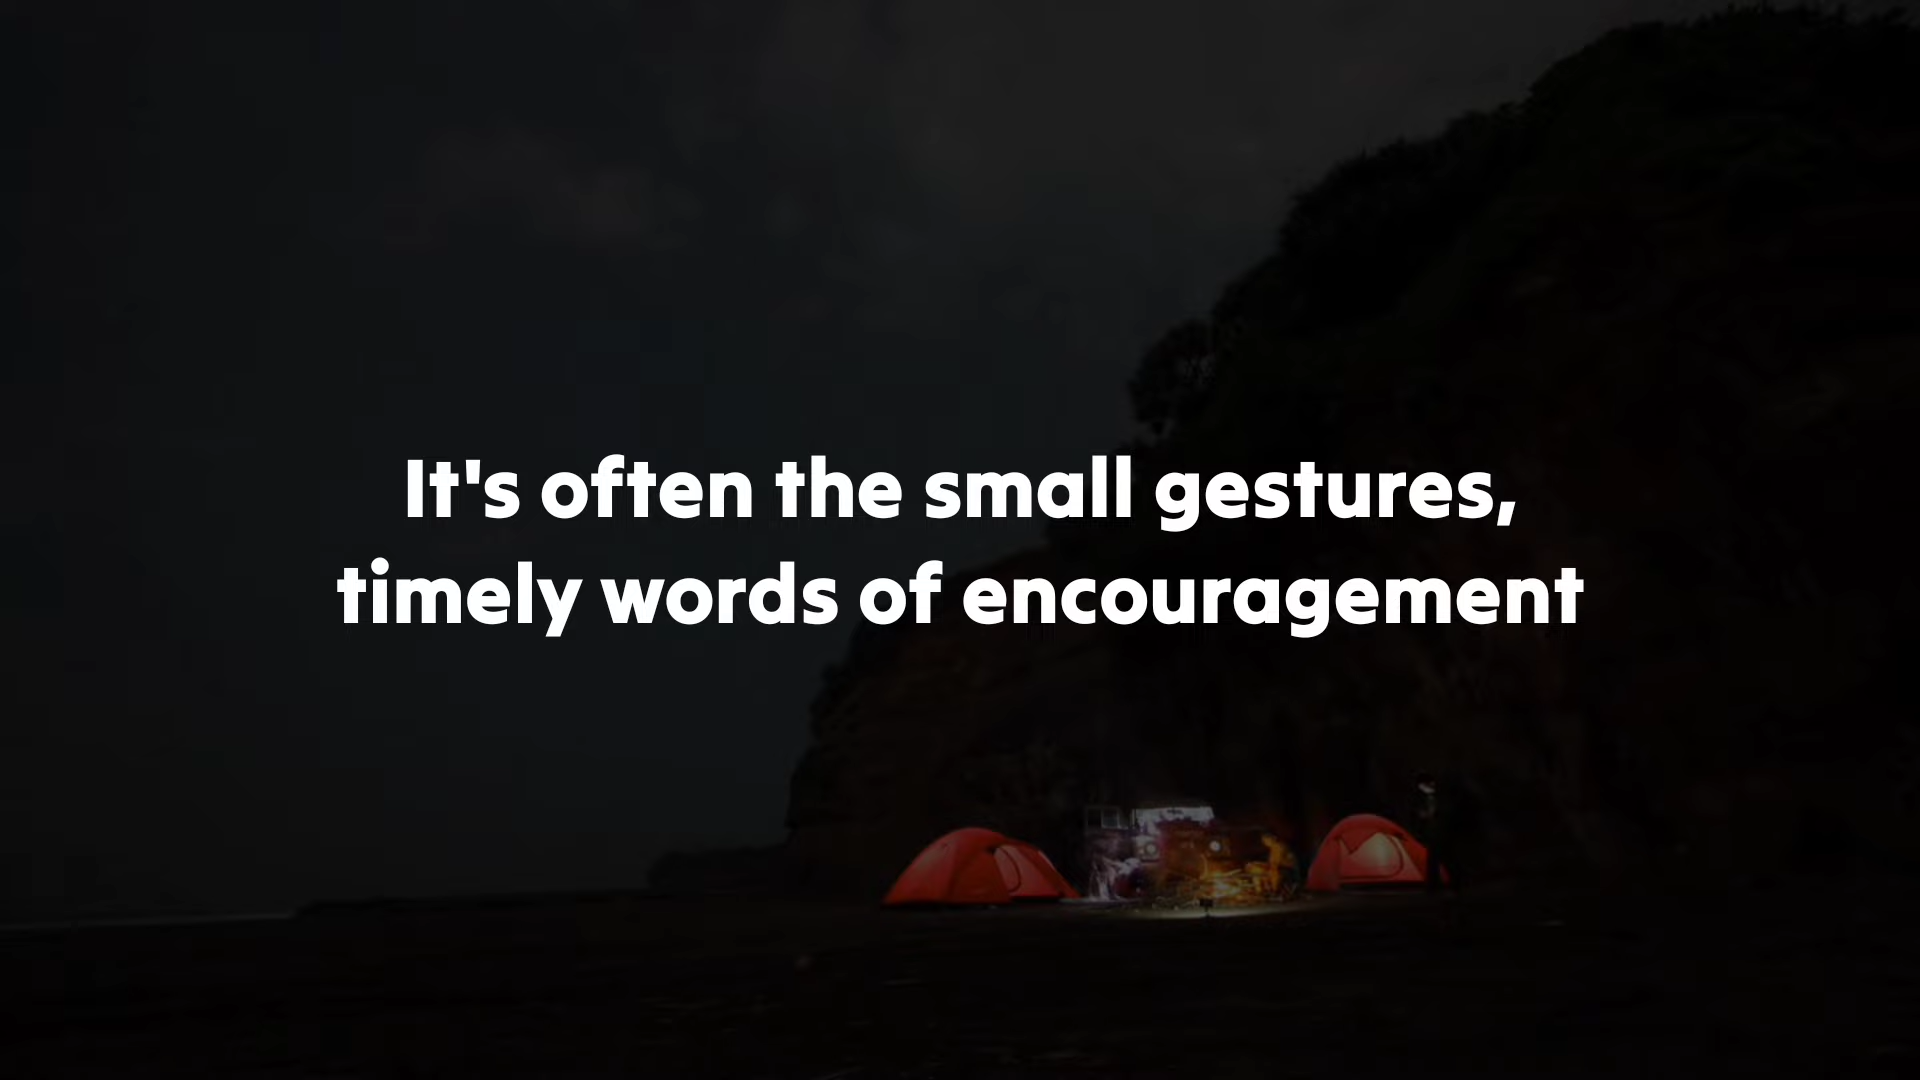 It's often the small gestures,
timely words of encouragement